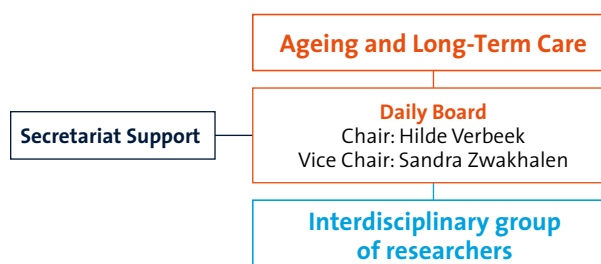 Ageing and Long-Term Care
Secretariat Support
Daily Board
Chair: Hilde Verbeek
Vice Chair: Sandra Zwakhalen
Interdisciplinary group
of researchers